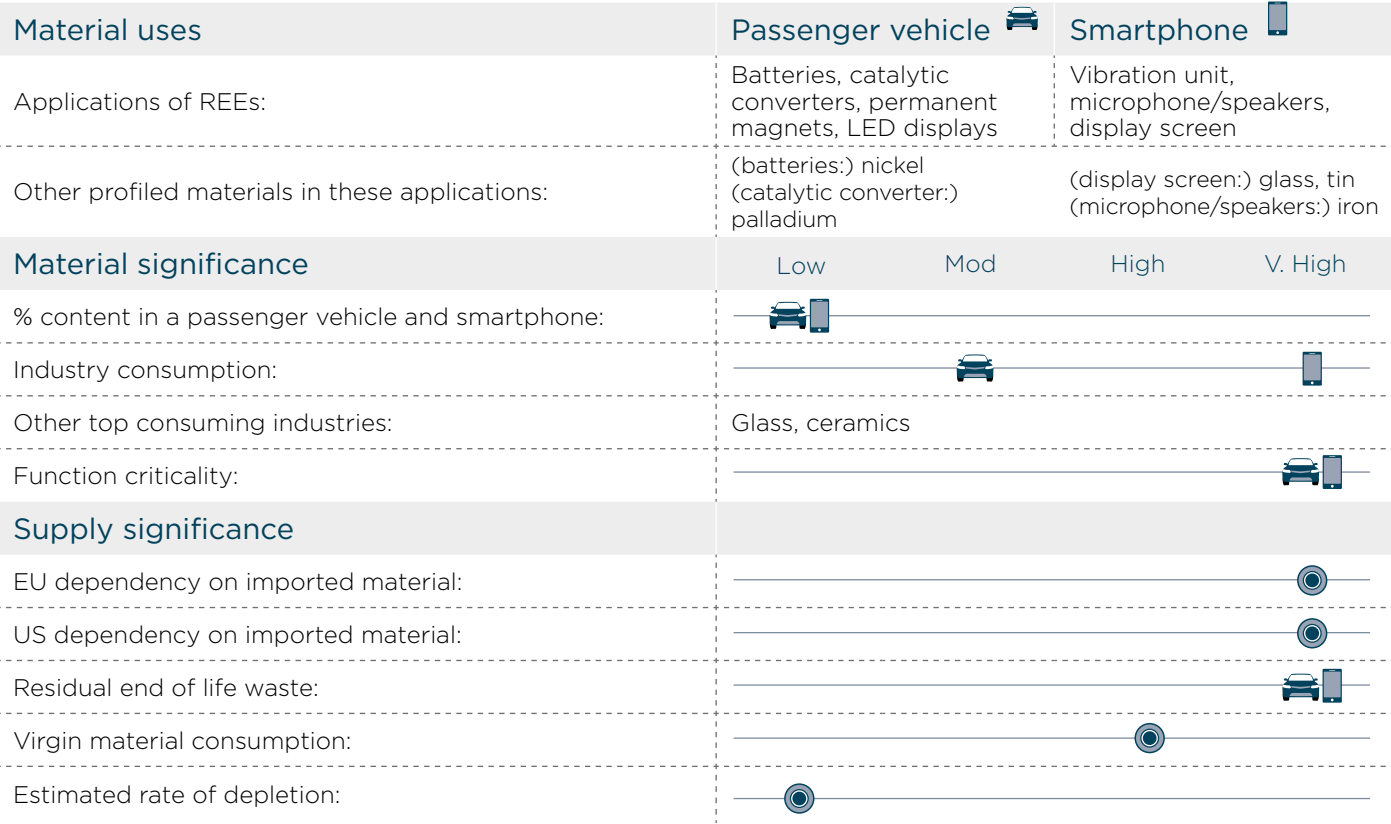 Material uses
Passenger vehicle
Smartphone
Applications of REEs:
Batteries, catalytic
converters, permanent
magnets, LED displays
Vibration unit,
microphone/speakers,
display screen
Other profiled materials in these applications:
(batteries:) nickel
(catalytic converter:)
palladium
(display screen:) glass, tin
(microphone/speakers:) iron
Material significance
Low
Mod
High
V. High
% content in a passenger vehicle and smartphone:
Industry consumption:
Other top consuming industries:
Glass, ceramics
Function criticality:
Supply significance
EU dependency on imported material:
US dependency on imported material:
Residual end of life waste:
Virgin material consumption:
Estimated rate of depletion: